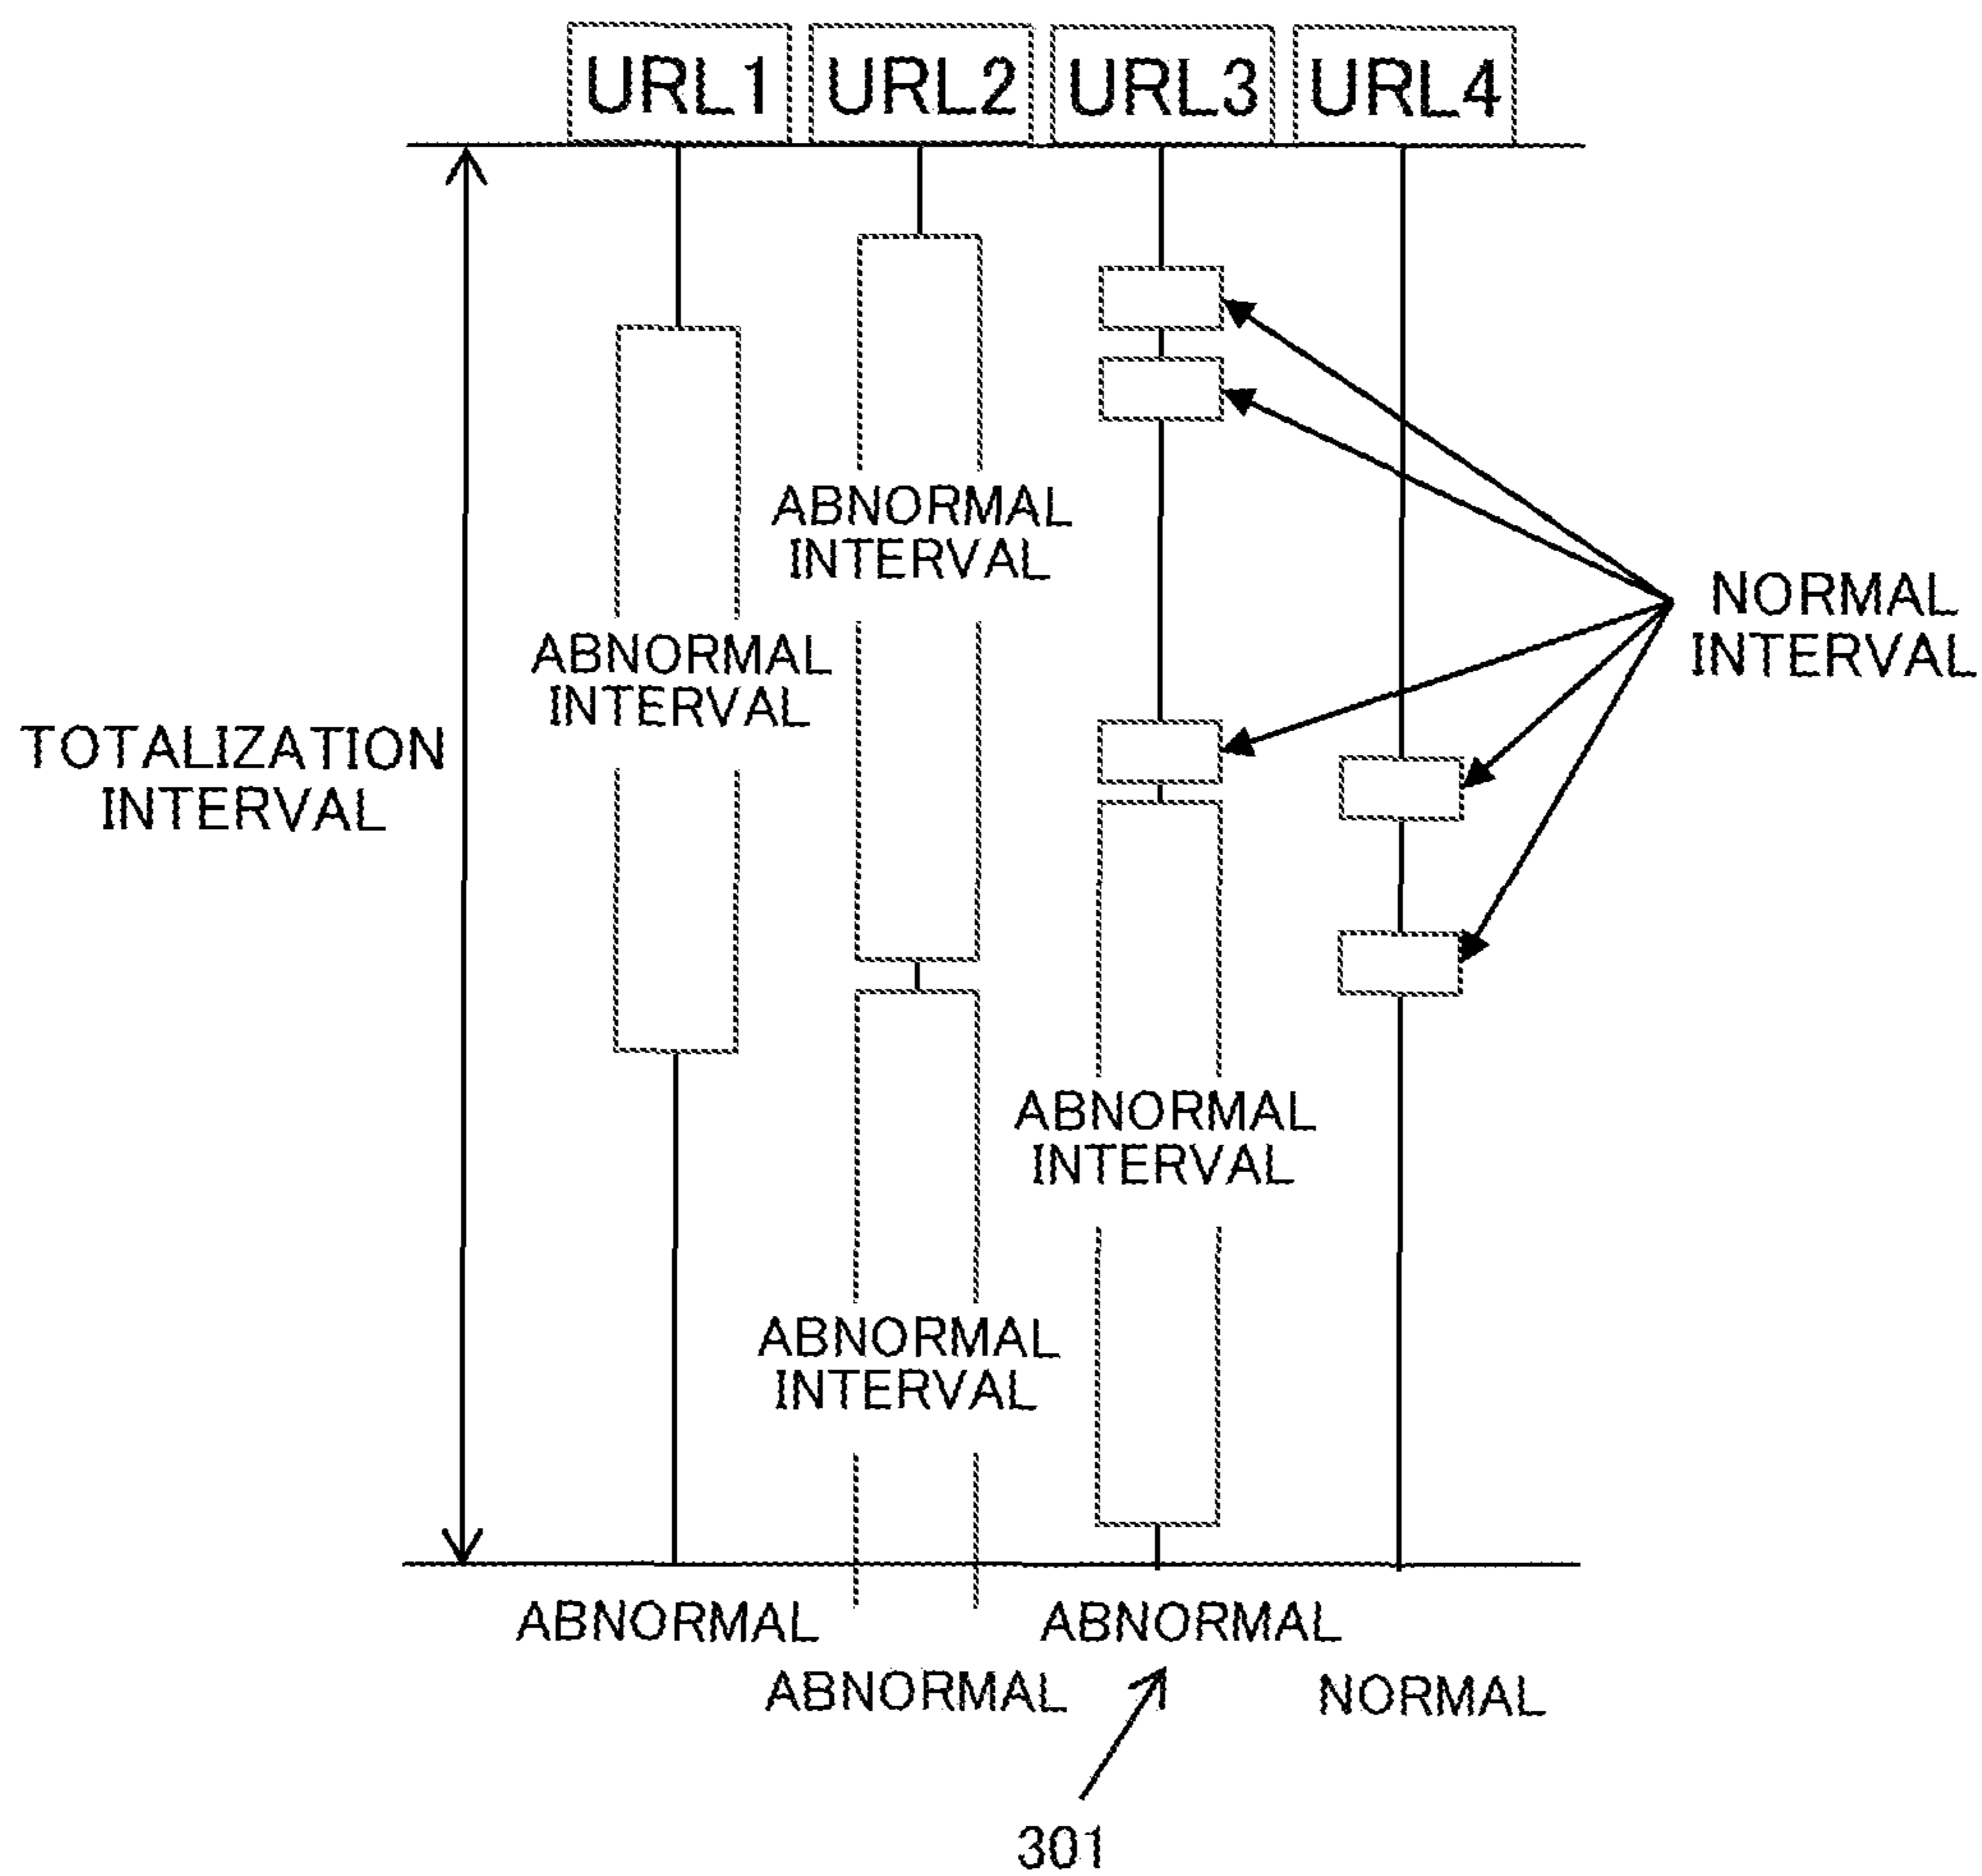 URL1 URL2 URL3 URL4
ABNORMAL
INTERVAL
NORMAL
INTERVAL
ABNORMAL
INTERVAL
TOTALIZATION
INTERVAL
ABNORMAL
INTERVAL
ABNORMAL
INTERVAL
ABNORMAL
ABNORMAL
ABNORMAL
NORMAL
301